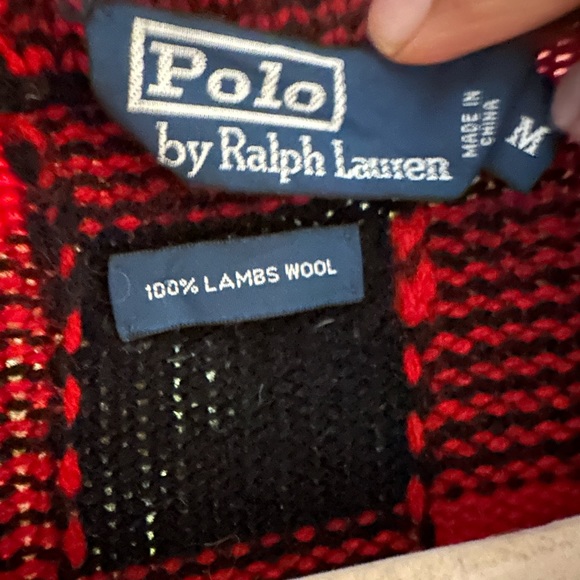 Polo
by Ralph Lauren
MADE IN
CHINA
M
100% LAMBS WOOL